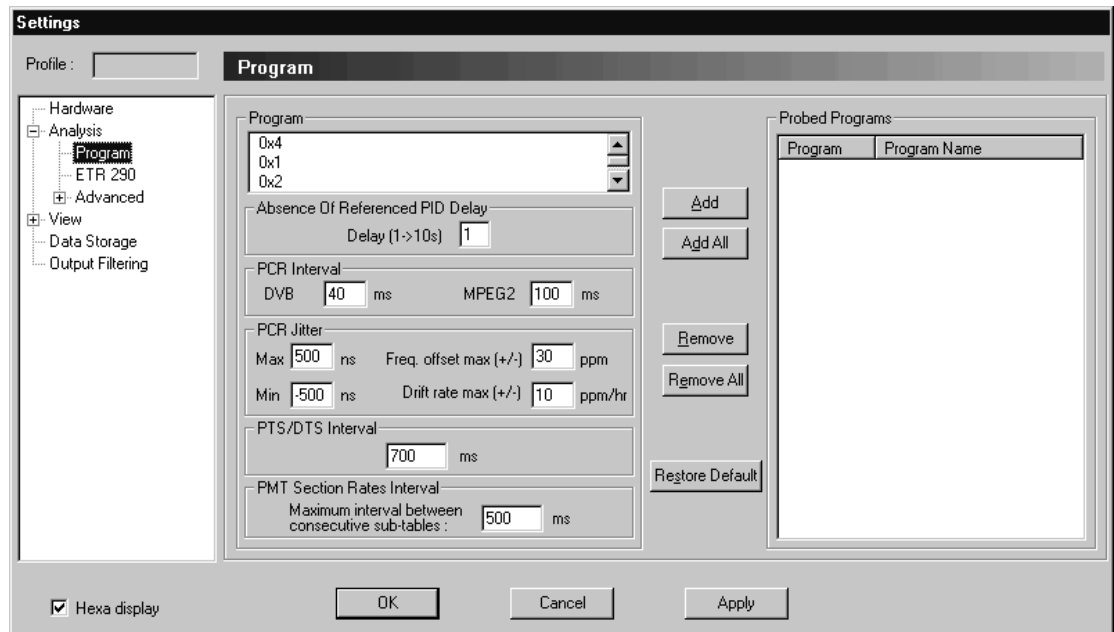 Settings
Profile :
Program
Hardware
Analysis
Program
ETR 290
Advanced
View
Data Storage
Output Filtering
Program
0x4
0x1
0x2
Absence Of Referenced PID Delay
Delay (1->10s) 1
PCR Interval
DVB 40 ms MPEG2 100 ms
PCR Jitter
Max 500 ns Freq. offset max (+/-) 30 ppm
Min -500 ns Drift rate max (+/-) 10 ppm/hr
PTS/DTS Interval
700 ms
PMT Section Rates Interval
Maximum interval between
consecutive sub-tables : 500 ms
Add
Add All
Remove
Remove All
Restore Default
Probed Programs
Program Program Name
Hexa display
OK Cancel Apply